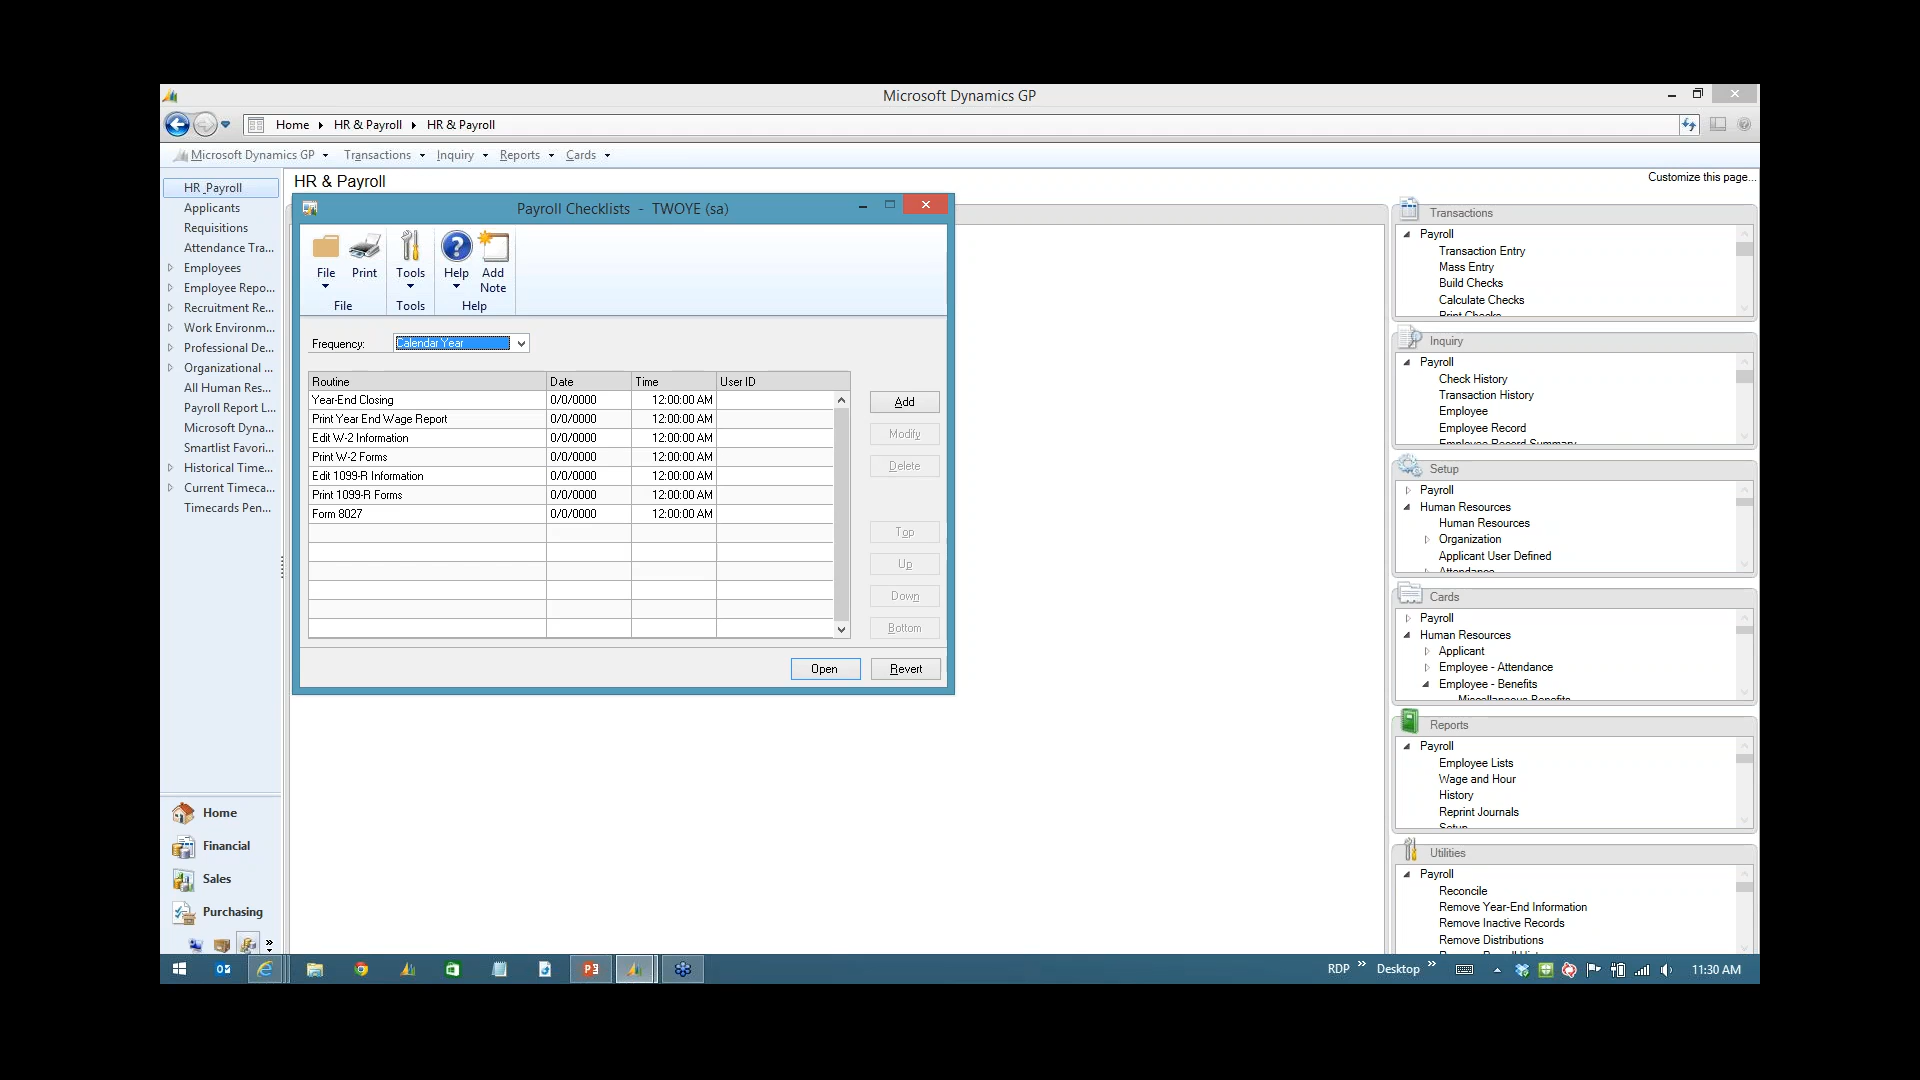 Microsoft Dynamics GP
Home HR & Payroll HR & Payroll
Microsoft Dynamics GP Transactions Inquiry Reports Cards
HR_Payroll
Applicants
Requisitions
Attendance Tra...
Employees
Employee Repo...
Recruitment Re...
Work Environm...
Professional De...
Organizational ...
All Human Res...
Payroll Report L...
Microsoft Dyna...
Smartlist Favori...
Historical Time...
Current Timeca...
Timecards Pen...
Home
Financial
Sales
Purchasing
HR & Payroll
Customize this page...
Payroll Checklists - TWOYE (sa)
File Print Tools Help Add Note
File Tools Help
Frequency: Calendar Year
Routine Date Time User ID
Year-End Closing 0/0/0000 12:00:00 AM
Print Year End Wage Report 0/0/0000 12:00:00 AM
Edit W-2 Information 0/0/0000 12:00:00 AM
Print W-2 Forms 0/0/0000 12:00:00 AM
Edit 1099-R Information 0/0/0000 12:00:00 AM
Print 1099-R Forms 0/0/0000 12:00:00 AM
Form 8027 0/0/0000 12:00:00 AM
Add
Modify
Delete
Top
Up
Down
Bottom
Open Revert
Transactions
Payroll
Transaction Entry
Mass Entry
Build Checks
Calculate Checks
Print Checks
Inquiry
Payroll
Check History
Transaction History
Employee
Employee Record
Employee Record Summary
Setup
Payroll
Human Resources
Human Resources
Organization
Applicant User Defined
Attendance
Cards
Payroll
Human Resources
Applicant
Employee - Attendance
Employee - Benefits
Miscellaneous Benefits
Reports
Payroll
Employee Lists
Wage and Hour
History
Reprint Journals
Setup
Utilities
Payroll
Reconcile
Remove Year-End Information
Remove Inactive Records
Remove Distributions
RDP Desktop 11:30 AM